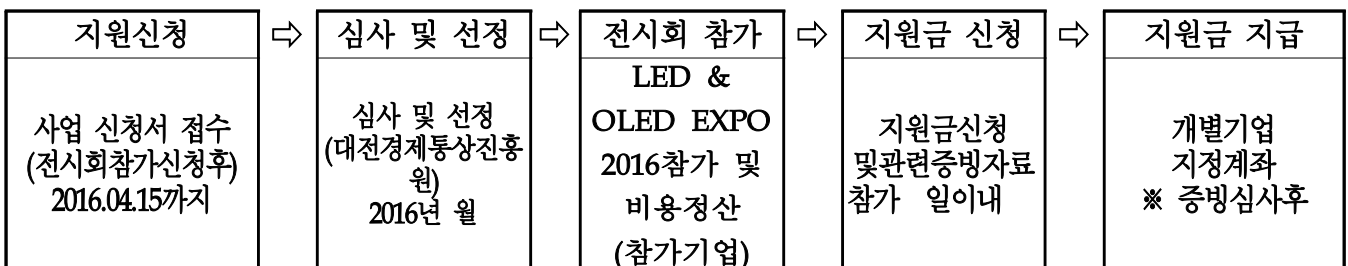 지원신청
사업 신청서 접수
(전시회참가신청후)
2016.04.15까지
심사 및 선정
심사 및 선정
(대전경제통상진흥
원)
2016년 월
전시회 참가
LED &
OLED EXPO
2016참가 및
비용정산
(참가기업)
지원금 신청
지원금신청
및관련증빙자료
참가 일이내
지원금 지급
개별기업
지정계좌
※ 증빙심사후